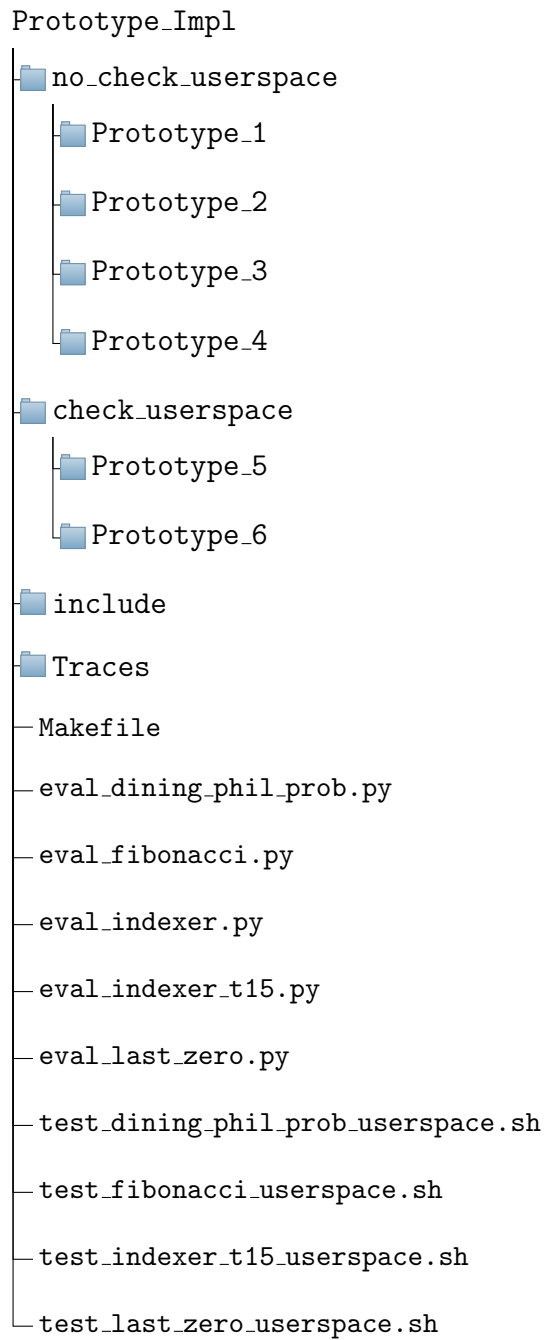 Prototype_Impl
no_check_userspace
Prototype_1
Prototype_2
Prototype_3
Prototype_4
check_userspace
Prototype_5
Prototype_6
include
Traces
Makefile
eval_dining_phil_prob.py
eval_fibonacci.py
eval_indexer.py
eval_indexer_t15.py
eval_last_zero.py
test_dining_phil_prob_userspace.sh
test_fibonacci_userspace.sh
test_indexer_t15_userspace.sh
test_last_zero_userspace.sh